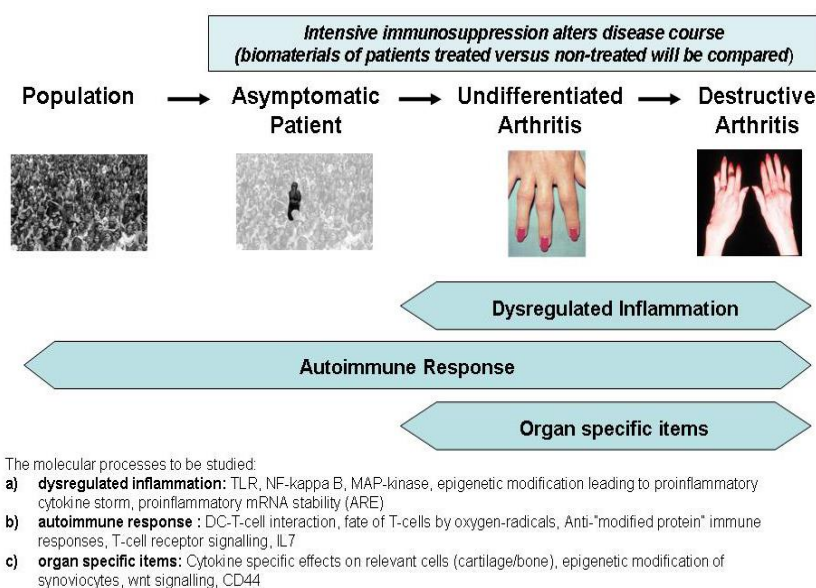 Intensive immunosuppression alters disease course
(biomaterials of patients treated versus non-treated will be compared)
Population
Asymptomatic
Patient
Undifferentiated
Arthritis
Destructive
Arthritis
Dysregulated Inflammation
Autoimmune Response
Organ specific items
The molecular processes to be studied:
a) dysregulated inflammation: TLR, NF-kappa B, MAP-kinase, epigenetic modification leading to proinflammatory
cytokine storm, proinflammatory mRNA stability (ARE)
b) autoimmune response : DC-T-cell interaction, fate of T-cells by oxygen-radicals, Anti-"modified protein" immune
responses, T-cell receptor signalling, IL7
c) organ specific items: Cytokine specific effects on relevant cells (cartilage/bone), epigenetic modification of
synoviocytes, wnt signalling, CD44